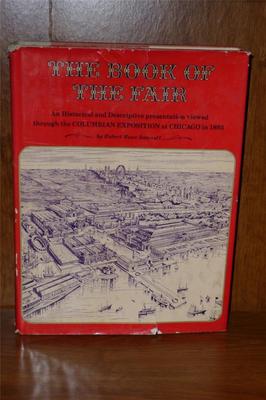 THE BOOK OF
THE FAIR
An Historical and Descriptive presentation viewed
through the COLUMBIAN EXPOSITION at CHICAGO in 1893
by Hubert Howe Bancroft